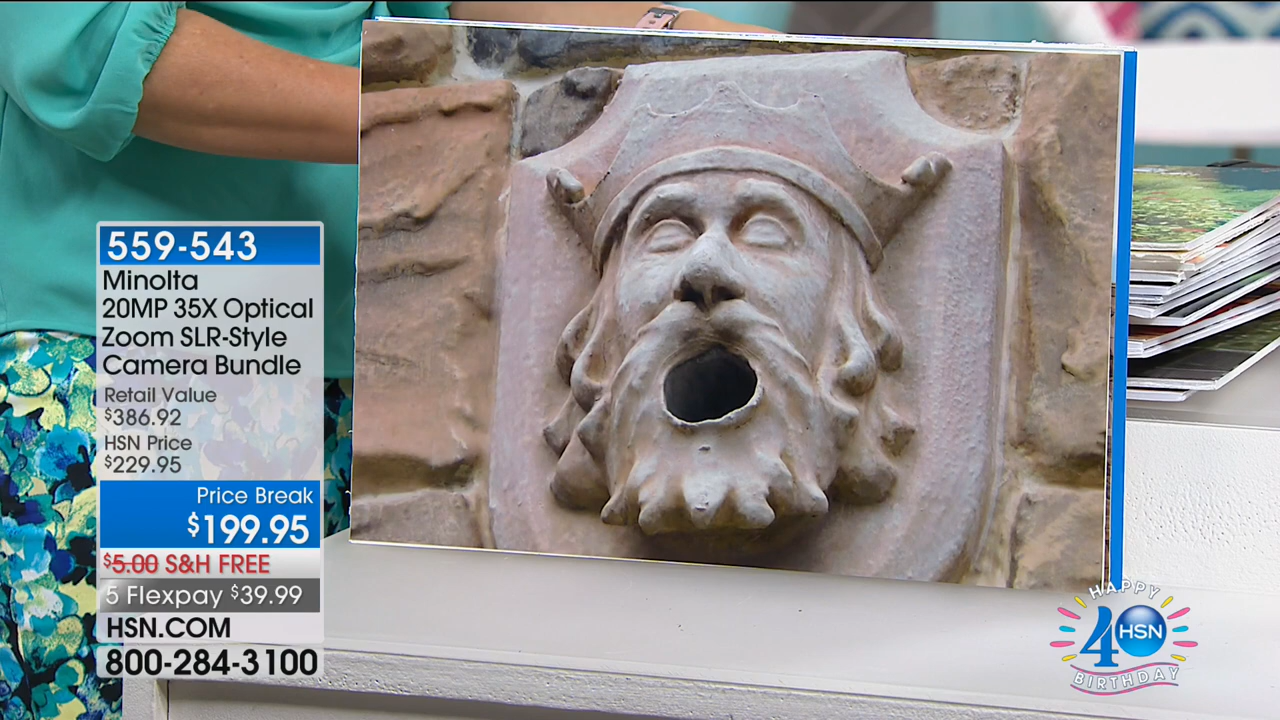 559-543
Minolta
20MP 35X Optical
Zoom SLR-Style
Camera Bundle
Retail Value
$386.92
HSN Price
$229.95
Price Break
$199.95
$5.00 S&H FREE
5 Flexpay $39.99
HSN.COM
800-284-3100
HAPPY
40
HSN
BIRTHDAY